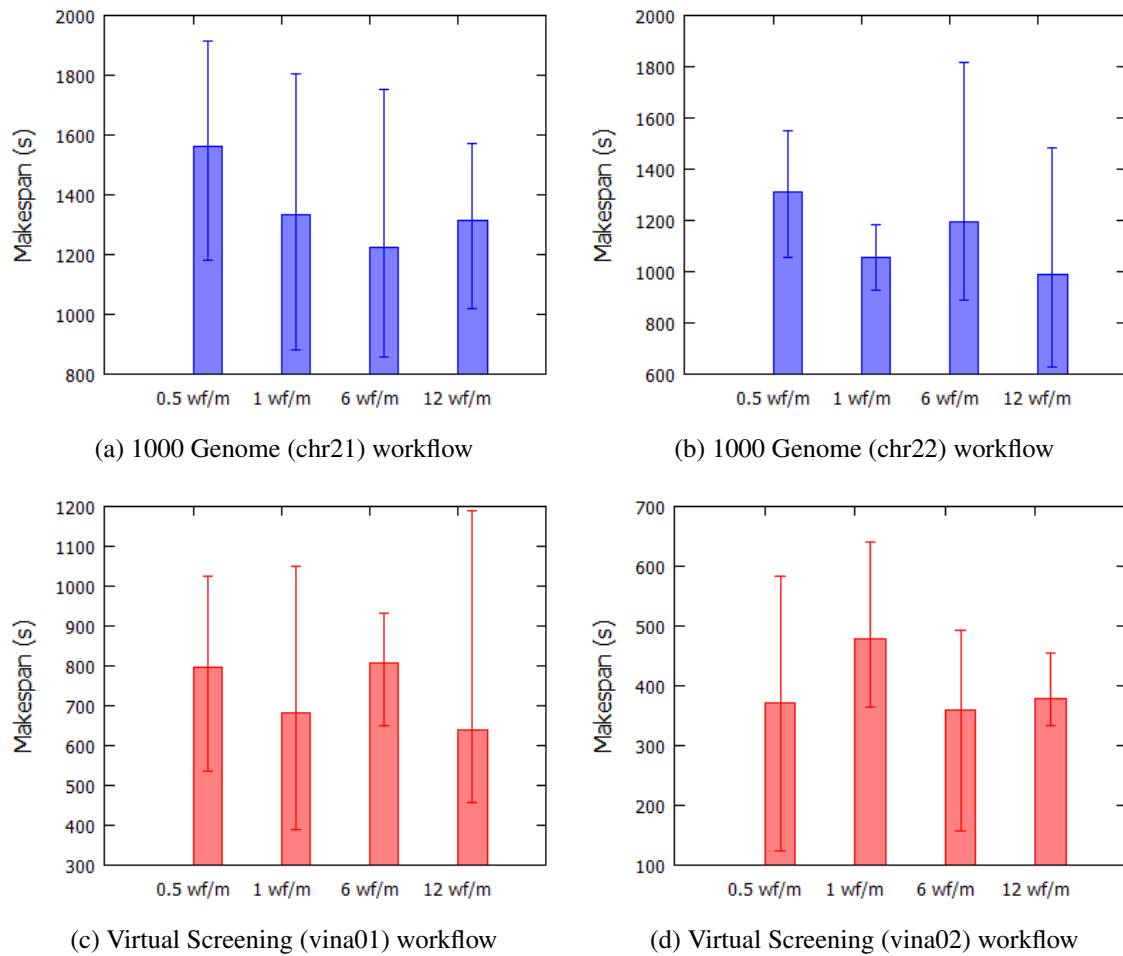 2000
1800
1600
1400
1200
1000
800
Makespan (s)
0.5 wf/m 1 wf/m 6 wf/m 12 wf/m
(a) 1000 Genome (chr21) workflow
2000
1800
1600
1400
1200
1000
800
600
Makespan (s)
0.5 wf/m 1 wf/m 6 wf/m 12 wf/m
(b) 1000 Genome (chr22) workflow
1200
1100
1000
900
800
700
600
500
400
300
Makespan (s)
0.5 wf/m 1 wf/m 6 wf/m 12 wf/m
(c) Virtual Screening (vina01) workflow
700
600
500
400
300
200
100
Makespan (s)
0.5 wf/m 1 wf/m 6 wf/m 12 wf/m
(d) Virtual Screening (vina02) workflow